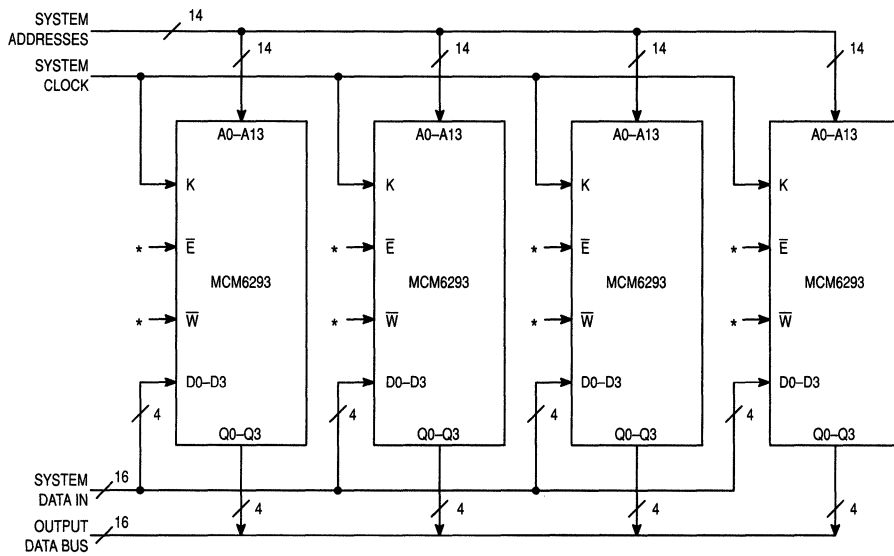 SYSTEM
ADDRESSES
14
14 14 14 14
SYSTEM
CLOCK
A0–A13 A0–A13 A0–A13 A0–A13
K K K K
* E̅ * E̅ * E̅ * E̅
MCM6293 MCM6293 MCM6293 MCM6293
* W̅ * W̅ * W̅ * W̅
D0–D3 D0–D3 D0–D3 D0–D3
4 4 4 4
Q0–Q3 Q0–Q3 Q0–Q3 Q0–Q3
SYSTEM
DATA IN
16
4 4 4 4
OUTPUT
DATA BUS
16